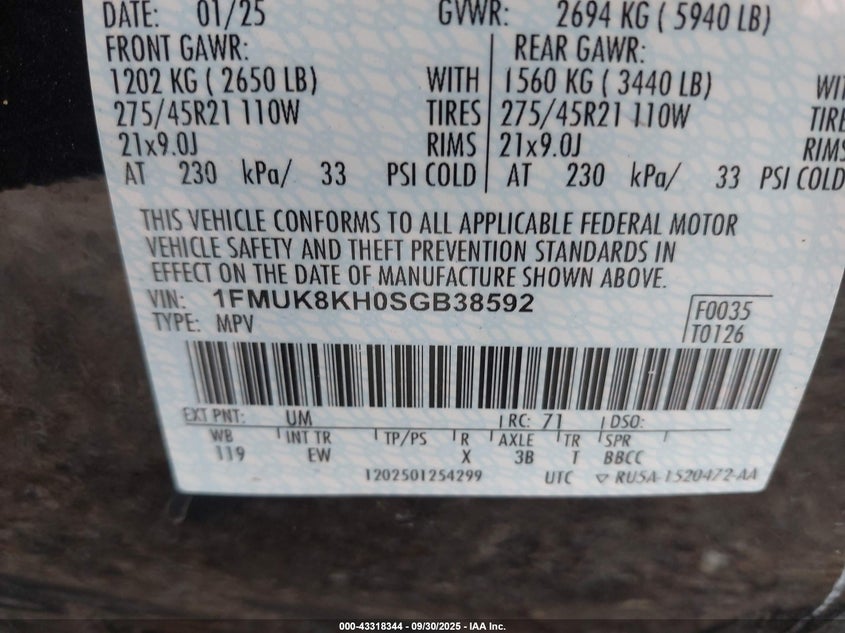 DATE: 01/25 GVWR: 2694 KG ( 5940 LB)
FRONT GAWR: REAR GAWR:
1202 KG ( 2650 LB) WITH 1560 KG ( 3440 LB)
275/45R21 110W TIRES 275/45R21 110W
21x9.0J RIMS 21x9.0J RIMS
AT 230 kPa/ 33 PSI COLD AT 230 kPa/ 33 PSI COLD
THIS VEHICLE CONFORMS TO ALL APPLICABLE FEDERAL MOTOR
VEHICLE SAFETY AND THEFT PREVENTION STANDARDS IN
EFFECT ON THE DATE OF MANUFACTURE SHOWN ABOVE.
VIN: 1FMUK8KH0SGB38592 F0035
TYPE: MPV T0126
EXT PNT: UM RC: 71 DSO:
WB INT TR TP/PS R AXLE TR SPR
119 EW X 3B T BBCC
1202501254299 UTC RU5A-1520472-AA
000-43318344 - 09/30/2025 - IAA Inc.